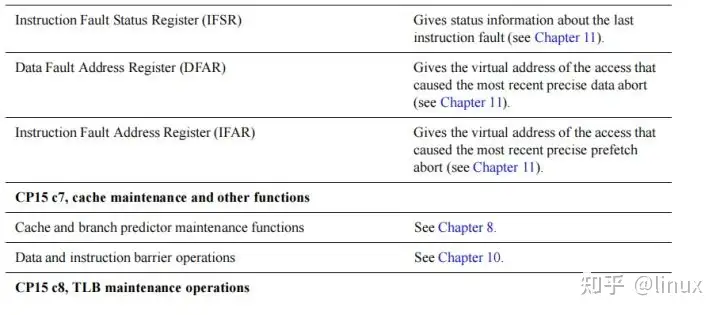 Instruction Fault Status Register (IFSR) Gives status information about the last
instruction fault (see Chapter 11).
Data Fault Address Register (DFAR) Gives the virtual address of the access that
caused the most recent precise data abort
(see Chapter 11).
Instruction Fault Address Register (IFAR) Gives the virtual address of the access that
caused the most recent precise prefetch
abort (see Chapter 11).
CP15 c7, cache maintenance and other functions
Cache and branch predictor maintenance functions See Chapter 8.
Data and instruction barrier operations See Chapter 10.
CP15 c8, TLB maintenance operations
知乎 @linux